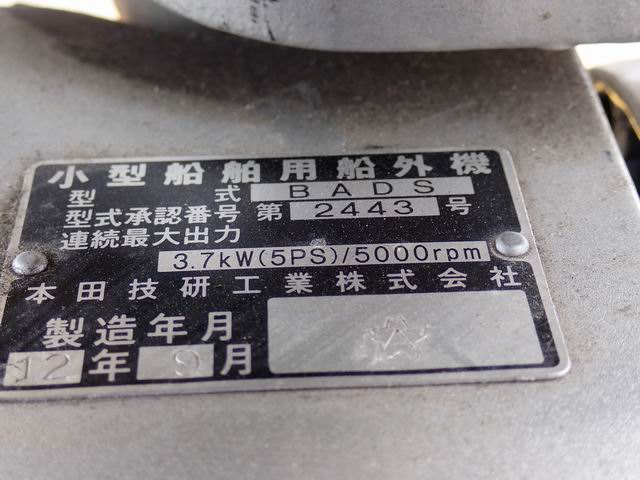 小型船舶用船外機
型式 BADS
型式承認番号 第 2443 号
連続最大出力
3.7kW(5PS)/5000rpm
本田技研工業株式会社
製造年月
12年 9月